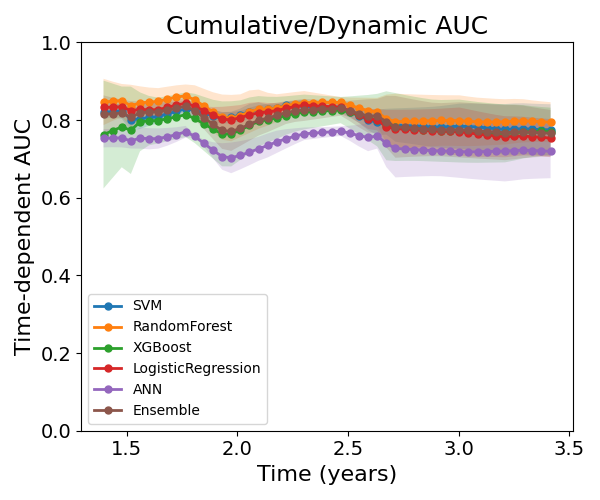 Cumulative/Dynamic AUC
Time-dependent AUC
1.0
0.8
0.6
0.4
0.2
0.0
SVM
RandomForest
XGBoost
LogisticRegression
ANN
Ensemble
1.5
2.0
2.5
3.0
3.5
Time (years)